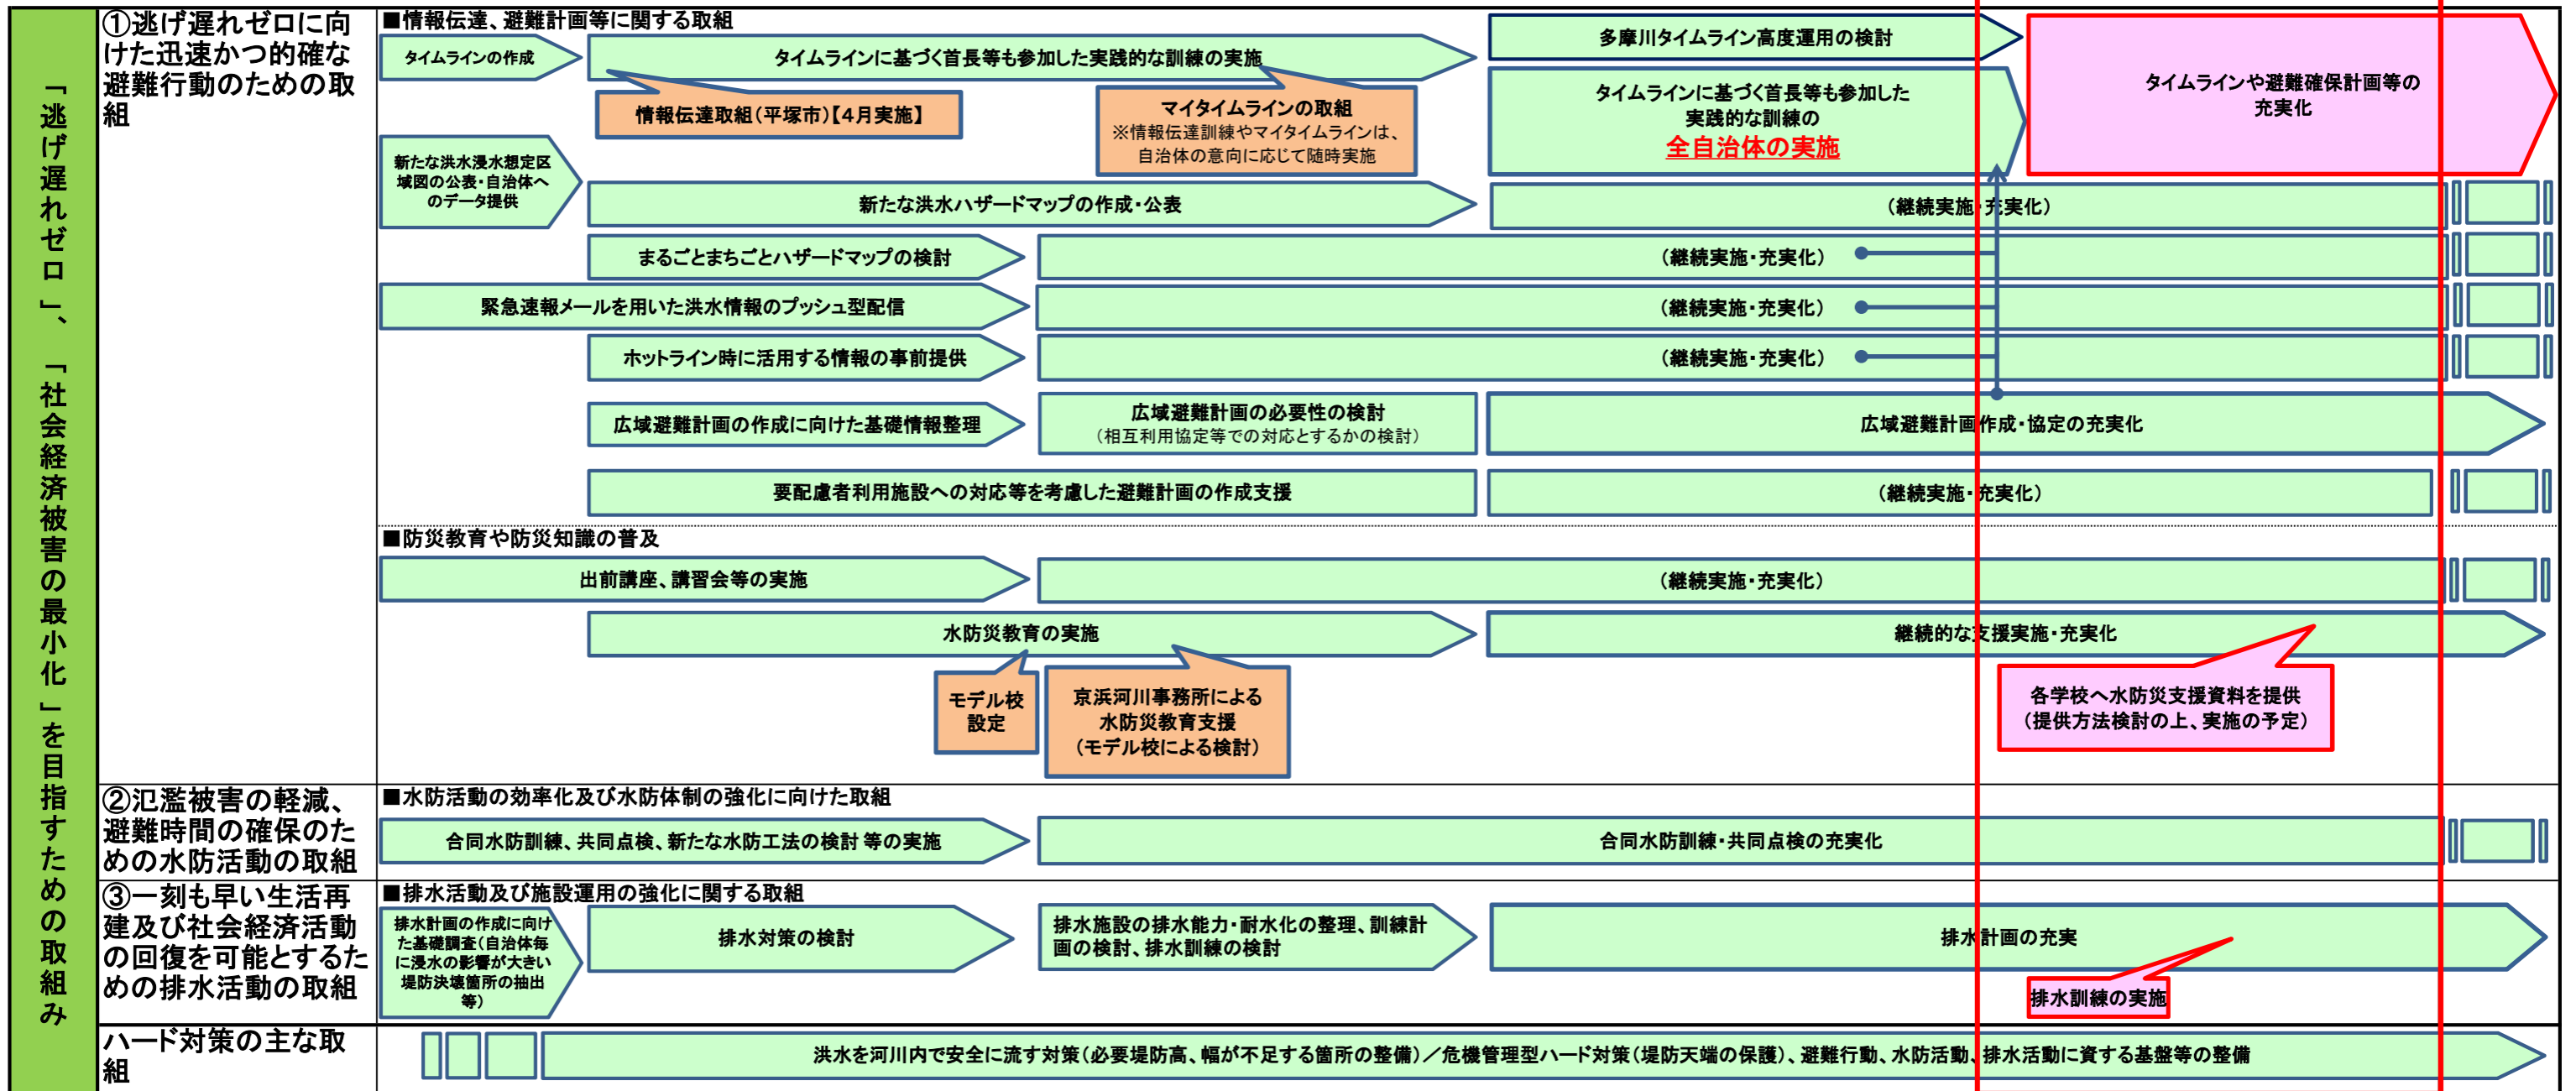 「逃げ遅れゼロ」、「社会経済被害の最小化」を目指すための取組み
①逃げ遅れゼロに向
けた迅速かつ的確な
避難行動のための取
組
■情報伝達、避難計画等に関する取組
タイムラインの作成
タイムラインに基づく首長等も参加した実践的な訓練の実施
多摩川タイムライン高度運用の検討
タイムラインや避難確保計画等の
充実化
情報伝達取組(平塚市)【4月実施】
マイタイムラインの取組
※情報伝達訓練やマイタイムラインは、
自治体の意向に応じて随時実施
タイムラインに基づく首長等も参加した
実践的な訓練の
全自治体の実施
新たな洪水浸水想定区
域図の公表・自治体へ
のデータ提供
新たな洪水ハザードマップの作成・公表
(継続実施・充実化)
まるごとまちごとハザードマップの検討
(継続実施・充実化)
緊急速報メールを用いた洪水情報のプッシュ型配信
(継続実施・充実化)
ホットライン時に活用する情報の事前提供
(継続実施・充実化)
広域避難計画の作成に向けた基礎情報整理
広域避難計画の必要性の検討
(相互利用協定等での対応とするかの検討)
広域避難計画作成・協定の充実化
要配慮者利用施設への対応等を考慮した避難計画の作成支援
(継続実施・充実化)
■防災教育や防災知識の普及
出前講座、講習会等の実施
(継続実施・充実化)
水防災教育の実施
継続的な支援実施・充実化
モデル校
設定
京浜河川事務所による
水防災教育支援
(モデル校による検討)
各学校へ水防災支援資料を提供
(提供方法検討の上、実施の予定)
②氾濫被害の軽減、
避難時間の確保のた
めの水防活動の取組
■水防活動の効率化及び水防体制の強化に向けた取組
合同水防訓練、共同点検、新たな水防工法の検討 等の実施
合同水防訓練・共同点検の充実化
③一刻も早い生活再
建及び社会経済活動
の回復を可能とするた
めの排水活動の取組
■排水活動及び施設運用の強化に関する取組
排水計画の作成に向け
た基礎調査(自治体毎
に浸水の影響が大きい
堤防決壊箇所の抽出
等)
排水対策の検討
排水施設の排水能力・耐水化の整理、訓練計
画の検討、排水訓練の検討
排水計画の充実
排水訓練の実施
ハード対策の主な取
組
洪水を河川内で安全に流す対策(必要堤防高、幅が不足する箇所の整備)／危機管理型ハード対策(堤防天端の保護)、避難行動、水防活動、排水活動に資する基盤等の整備